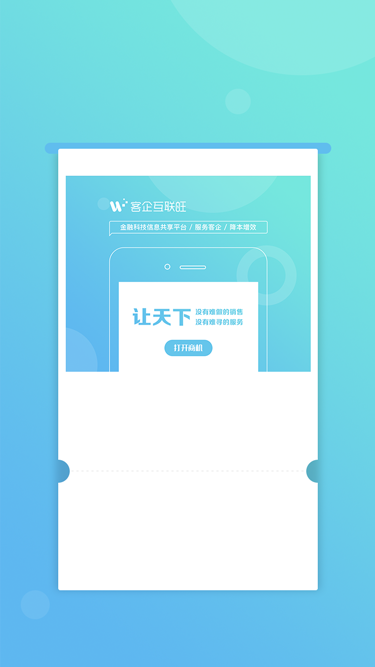 客企互联旺
金融科技信息共享平台 / 服务客企 / 降本增效
让天下
没有难跟的销售
没有难寻的服务
打开商机